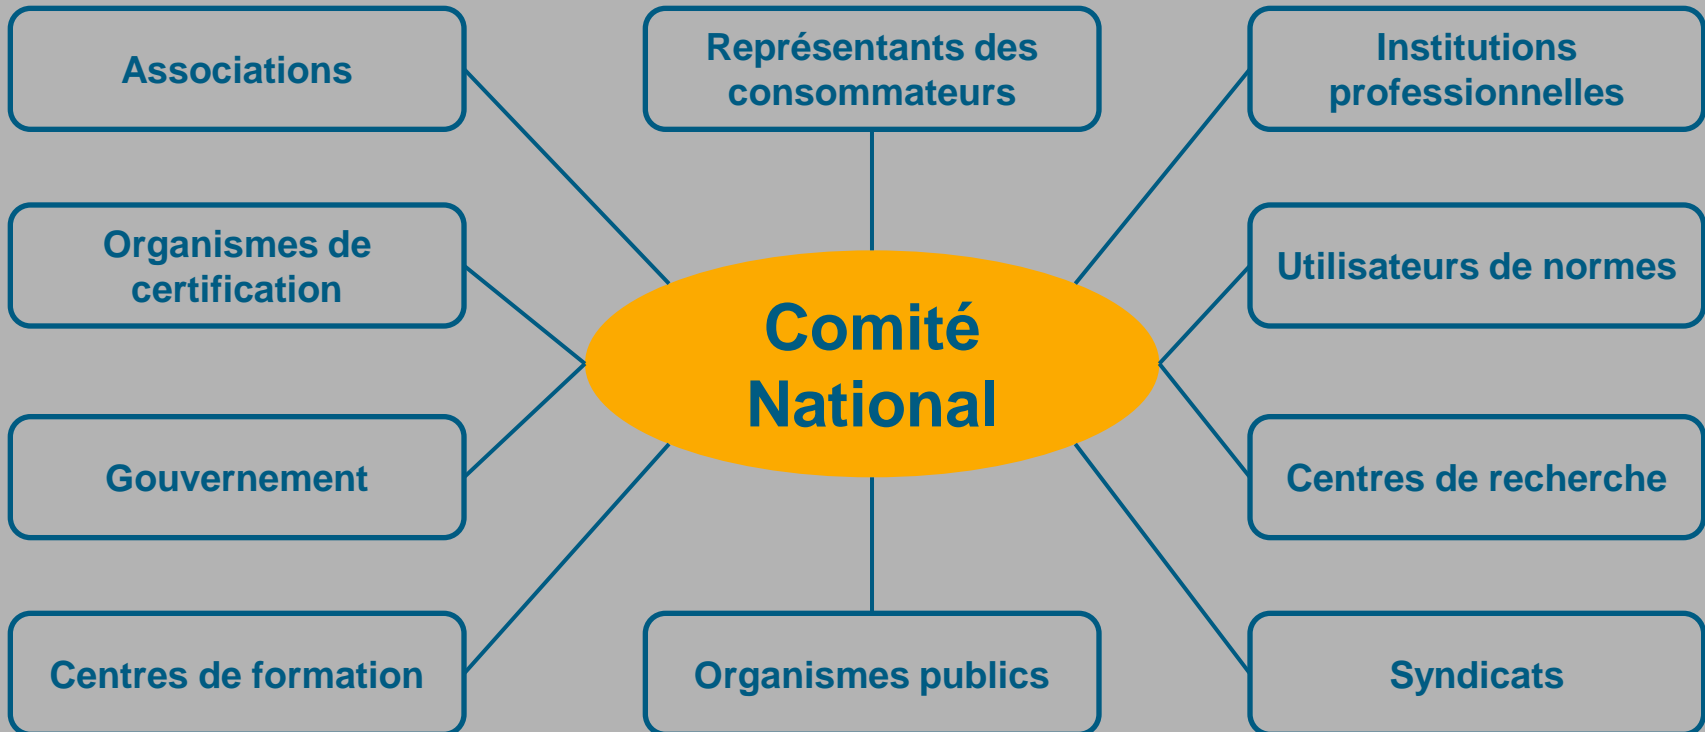 Associations
Représentants des
consommateurs
Institutions
professionnelles
Organismes de
certification
Utilisateurs de normes
Comité
National
Gouvernement
Centres de recherche
Centres de formation
Organismes publics
Syndicats